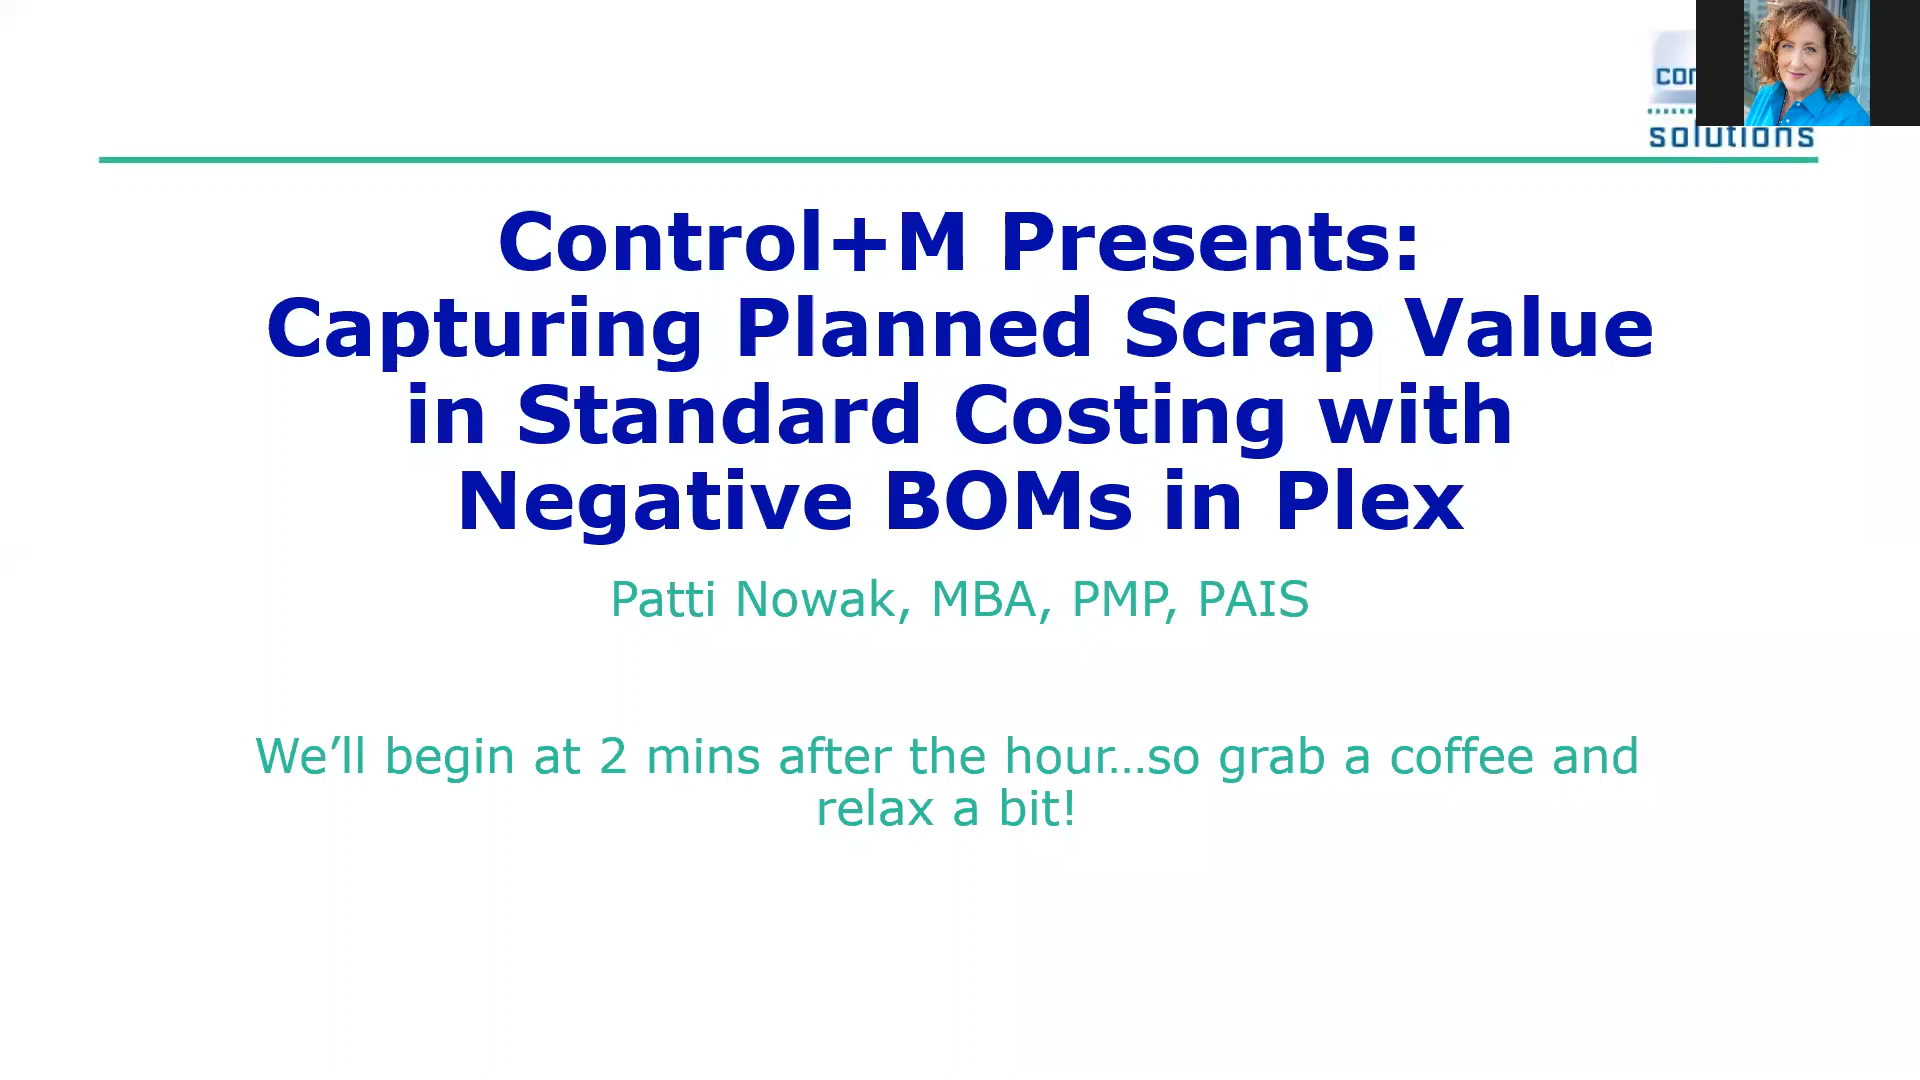 solutions
Control+M Presents:
Capturing Planned Scrap Value
in Standard Costing with
Negative BOMs in Plex
Patti Nowak, MBA, PMP, PAIS
We’ll begin at 2 mins after the hour…so grab a coffee and
relax a bit!